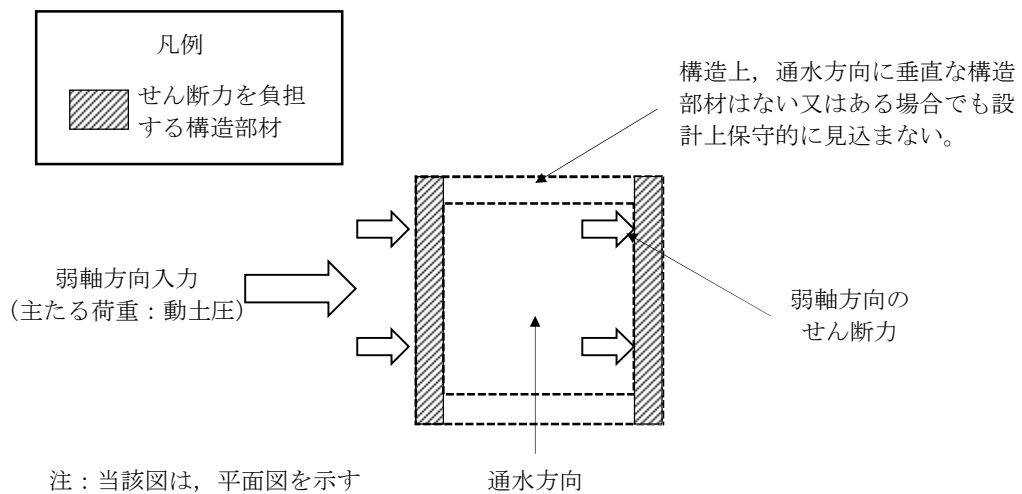 凡例
せん断力を負担
する構造部材
構造上，通水方向に垂直な構造
部材はない又はある場合でも設
計上保守的に見込まない。
弱軸方向入力
（主たる荷重：動土圧）
弱軸方向の
せん断力
注：当該図は，平面図を示す
通水方向